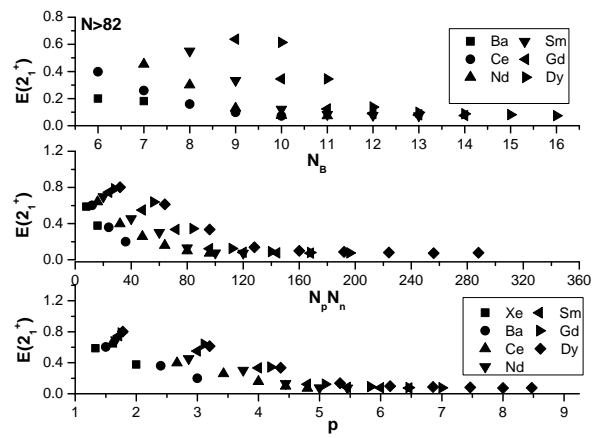 N>82
Ba
Sm
Ce
Gd
Nd
Dy
E(2₁⁺)
0.8
0.6
0.4
0.2
0.0
6 7 8 9 10 11 12 13 14 15 16
N_B
E(2₁⁺)
1.2
0.8
0.4
0.0
0 40 80 120 160 200 240 280 320 360
N_pN_n
E(2₁⁺)
1.2
0.8
0.4
0.0
1 2 3 4 5 6 7 8 9
p
Xe
Sm
Ba
Gd
Ce
Dy
Nd